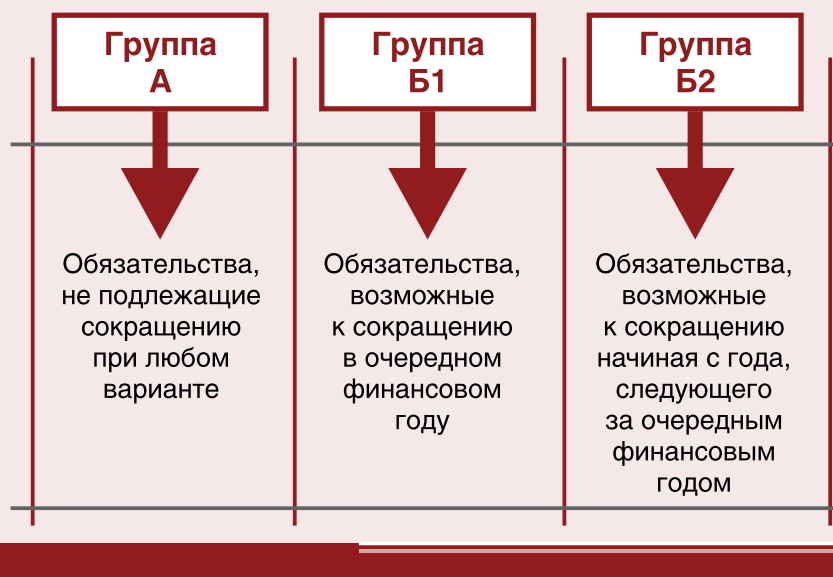 Группа
А
Группа
Б1
Группа
Б2
Обязательства,
не подлежащие
сокращению
при любом
варианте
Обязательства,
возможные
к сокращению
в очередном
финансовом
году
Обязательства,
возможные
к сокращению
начиная с года,
следующего
за очередным
финансовым
годом